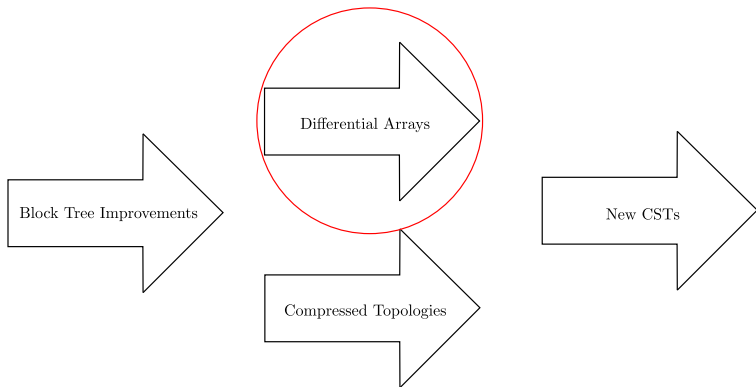 Differential Arrays
Block Tree Improvements
New CSTs
Compressed Topologies